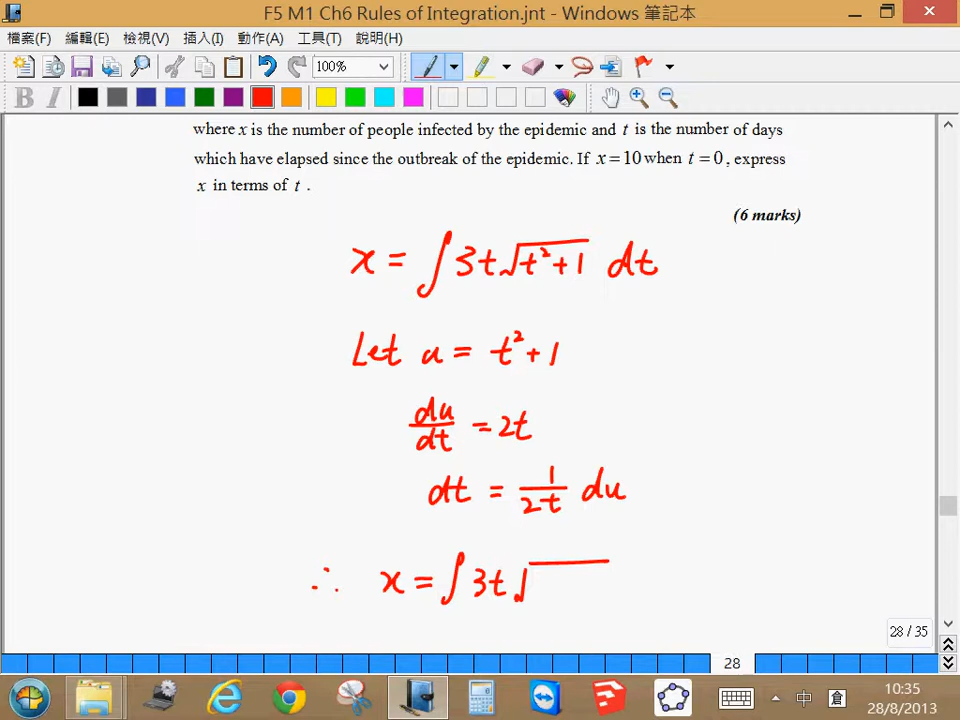 F5 M1 Ch6 Rules of Integration.jnt - Windows 筆記本
檔案(F) 編輯(E) 檢視(V) 插入(I) 動作(A) 工具(T) 說明(H)
100%
B I
where x is the number of people infected by the epidemic and t is the number of days
which have elapsed since the outbreak of the epidemic. If x = 10 when t = 0, express
x in terms of t .
(6 marks)
x = ∫ 3t √(t²+1) dt
Let u = t² + 1
du/dt = 2t
dt = 1/2t du
∴ x = ∫ 3t √
28 / 35
28
中 倉 10:35
28/8/2013